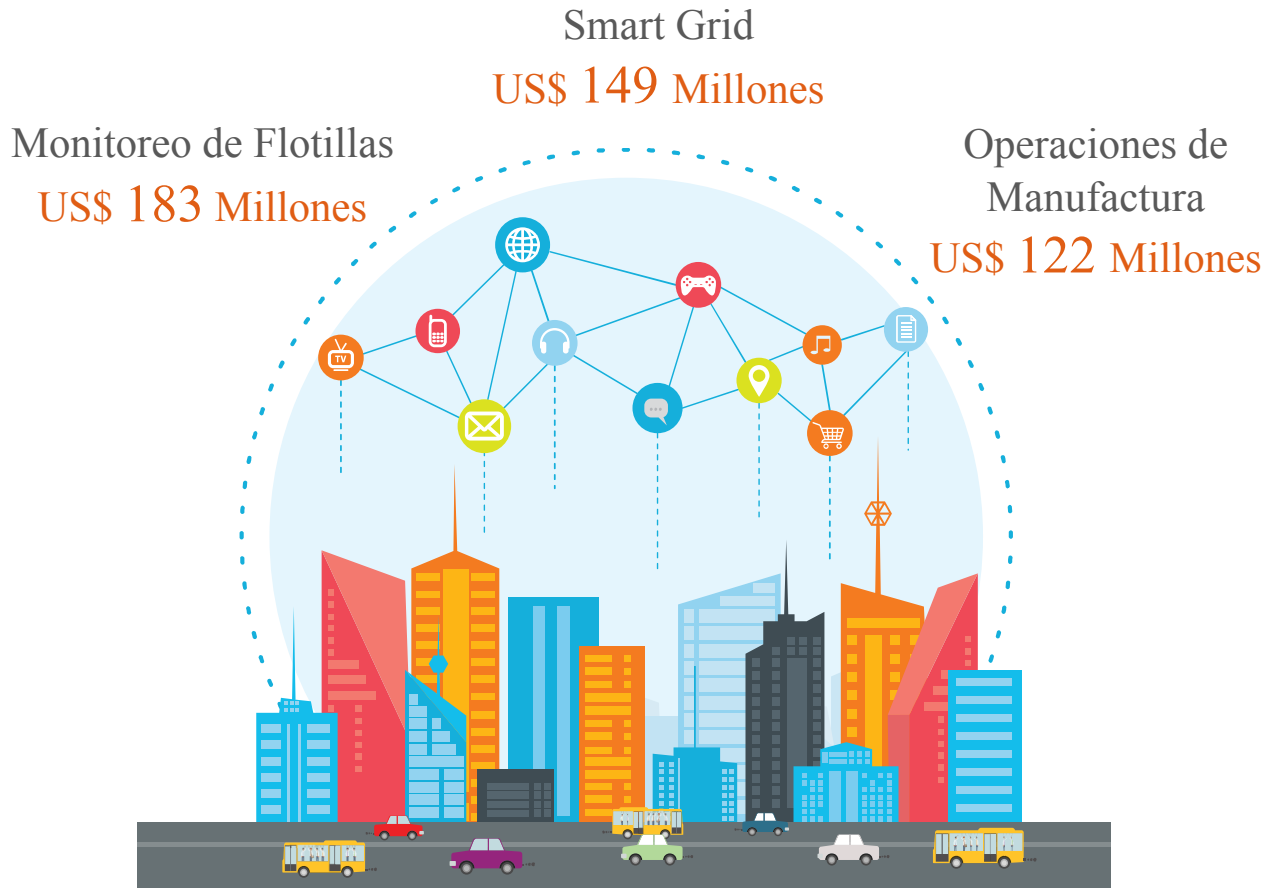 Smart Grid
US$ 149 Millones
Monitoreo de Flotillas
US$ 183 Millones
Operaciones de
Manufactura
US$ 122 Millones
TV